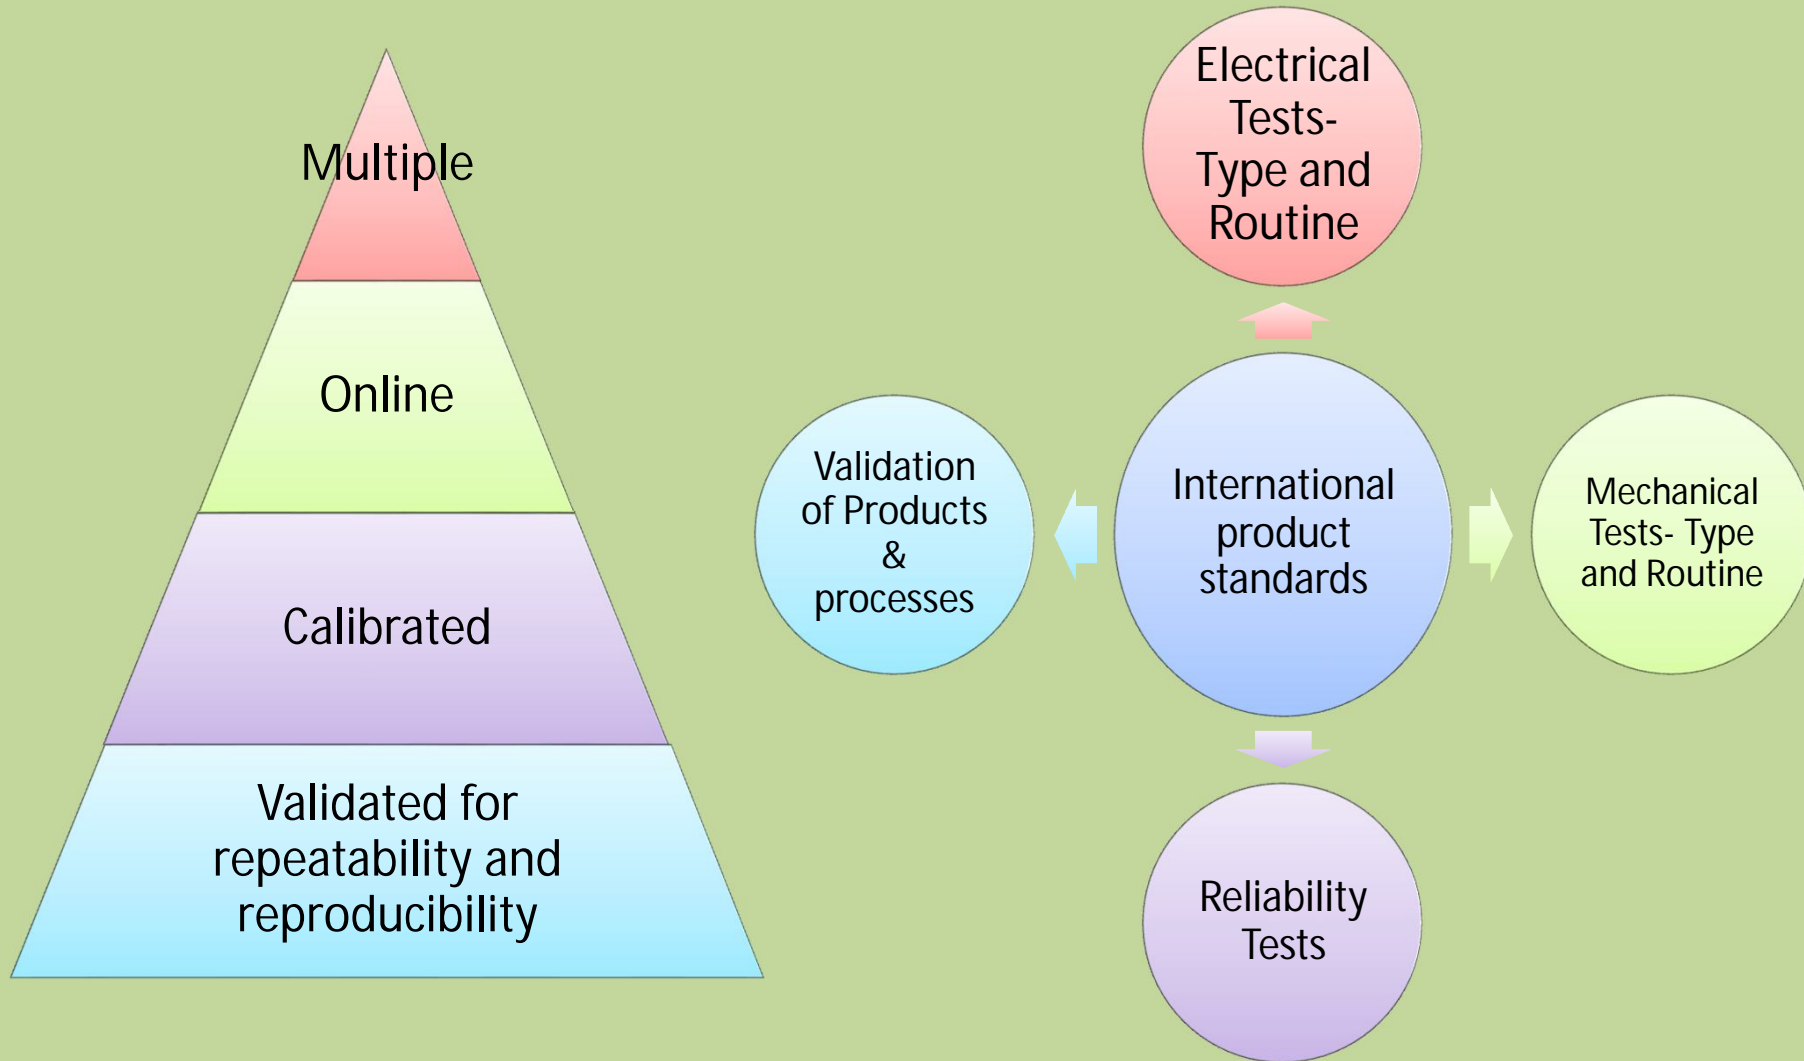 Multiple
Online
Calibrated
Validated for
repeatability and
reproducibility
Electrical
Tests-
Type and
Routine
Validation
of Products
&
processes
International
product
standards
Mechanical
Tests- Type
and Routine
Reliability
Tests